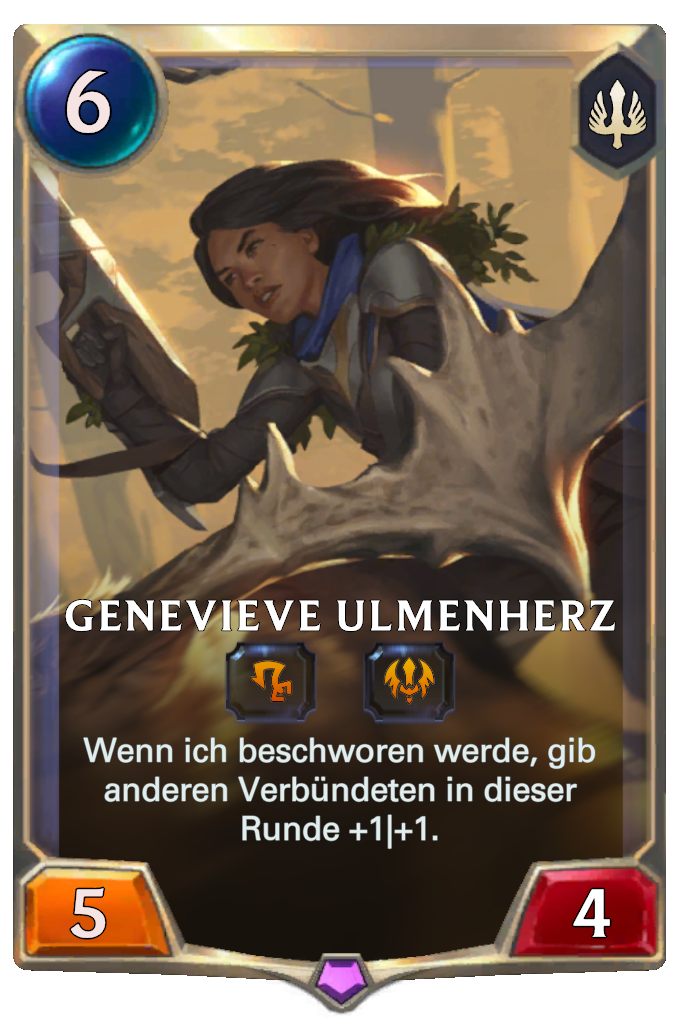 6
GENEVIEVE ULMENHERZ
Wenn ich beschworen werde, gib
anderen Verbündeten in dieser
Runde +1|+1.
5
4